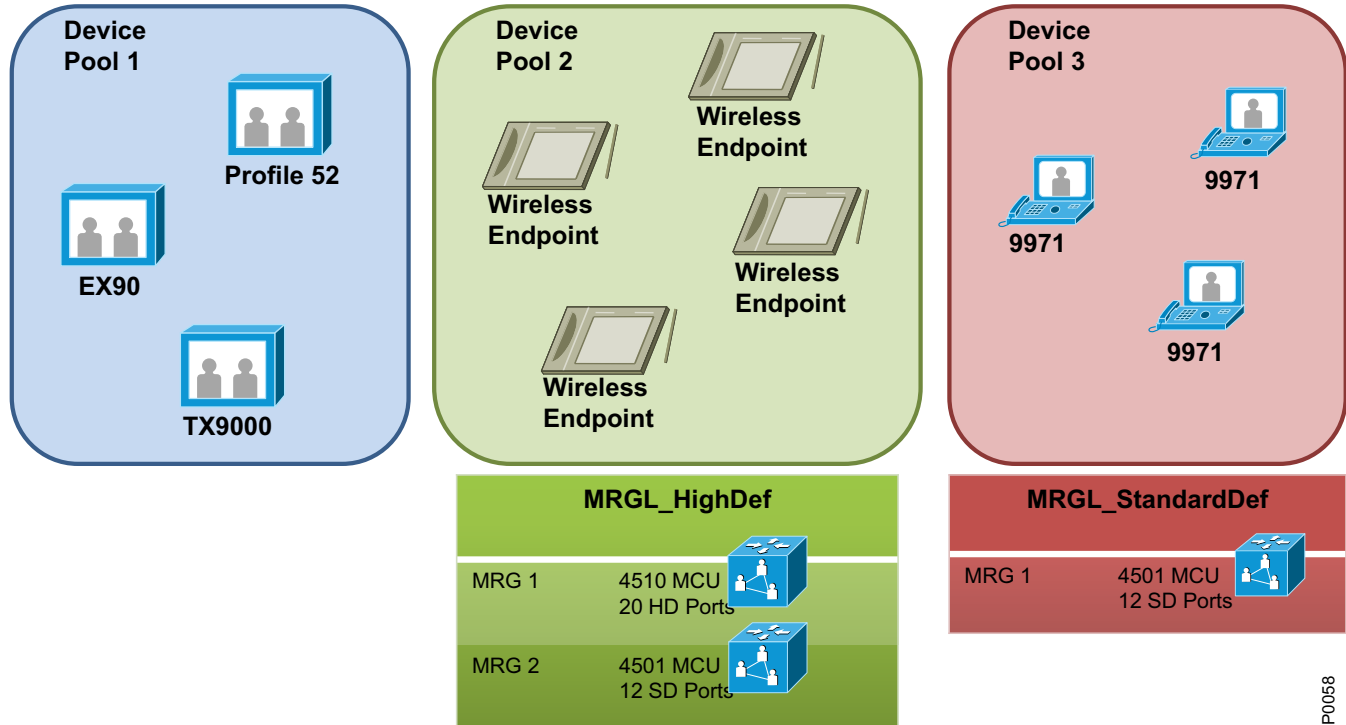 Device
Pool 1
Profile 52
EX90
TX9000
Device
Pool 2
Wireless
Endpoint
Wireless
Endpoint
Wireless
Endpoint
Wireless
Endpoint
Device
Pool 3
9971
9971
9971
MRGL_HighDef
MRG 1 4510 MCU
20 HD Ports
MRG 2 4501 MCU
12 SD Ports
MRGL_StandardDef
MRG 1 4501 MCU
12 SD Ports
P0058